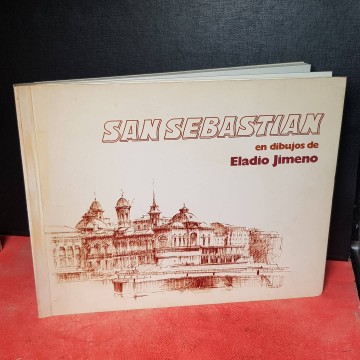 SAN SEBASTIAN
en dibujos de
Eladio Jimeno